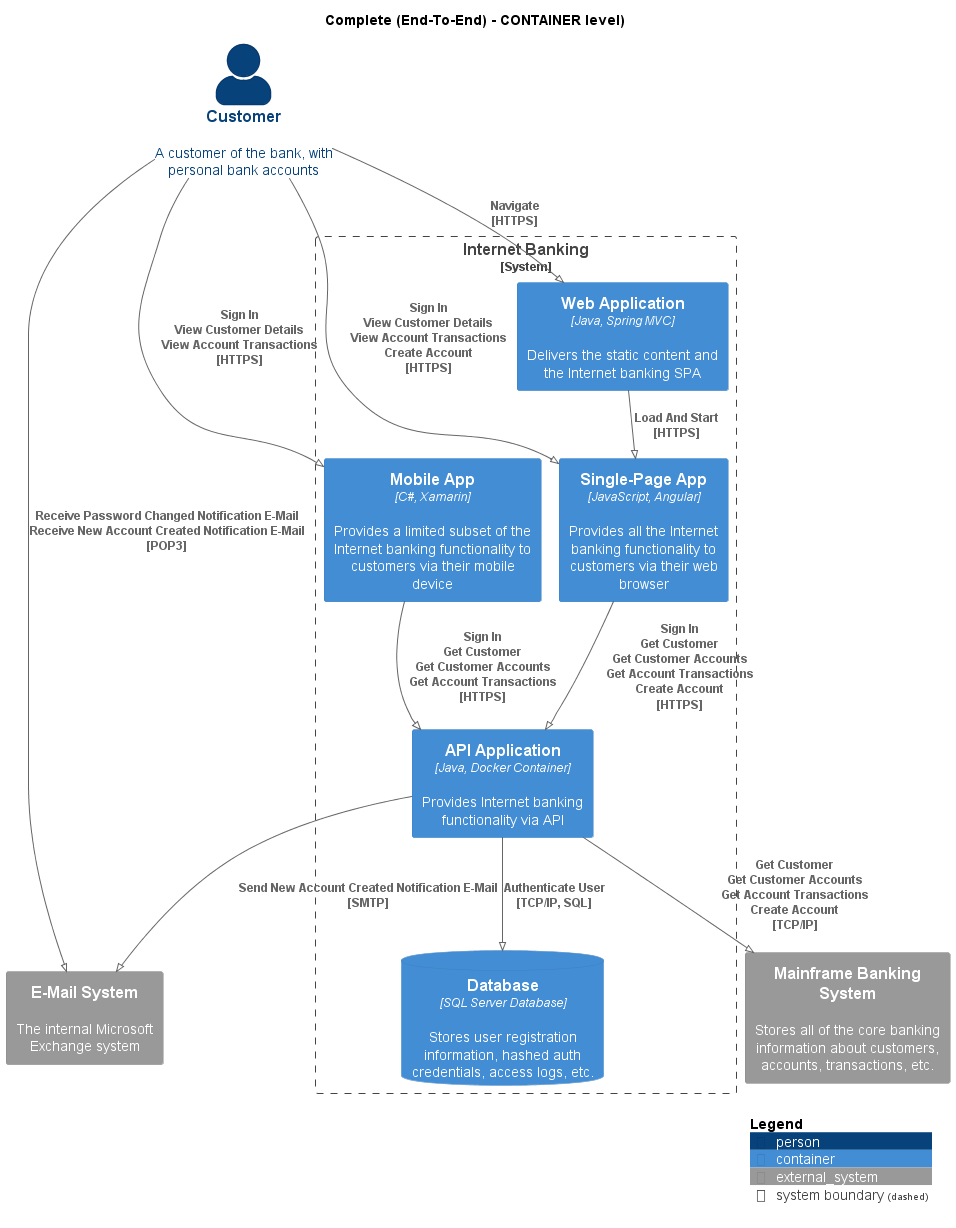 Complete (End-To-End) - CONTAINER level)
Customer
A customer of the bank, with
personal bank accounts
Navigate
[HTTPS]
Internet Banking
[System]
Web Application
[Java, Spring MVC]
Delivers the static content and
the Internet banking SPA
Sign In
View Customer Details
View Account Transactions
[HTTPS]
Sign In
View Customer Details
View Account Transactions
Create Account
[HTTPS]
Load And Start
[HTTPS]
Mobile App
[C#, Xamarin]
Provides a limited subset of the
Internet banking functionality to
customers via their mobile
device
Single-Page App
[JavaScript, Angular]
Provides all the Internet
banking functionality to
customers via their web
browser
Receive Password Changed Notification E-Mail
Receive New Account Created Notification E-Mail
[POP3]
Sign In
Get Customer
Get Customer Accounts
Get Account Transactions
[HTTPS]
Sign In
Get Customer
Get Customer Accounts
Get Account Transactions
Create Account
[HTTPS]
API Application
[Java, Docker Container]
Provides Internet banking
functionality via API
Send New Account Created Notification E-Mail
[SMTP]
Authenticate User
[TCP/IP, SQL]
Get Customer
Get Customer Accounts
Get Account Transactions
Create Account
[TCP/IP]
E-Mail System
The internal Microsoft
Exchange system
Database
[SQL Server Database]
Stores user registration
information, hashed auth
credentials, access logs, etc.
Mainframe Banking
System
Stores all of the core banking
information about customers,
accounts, transactions, etc.
Legend
person
container
external_system
system boundary (dashed)